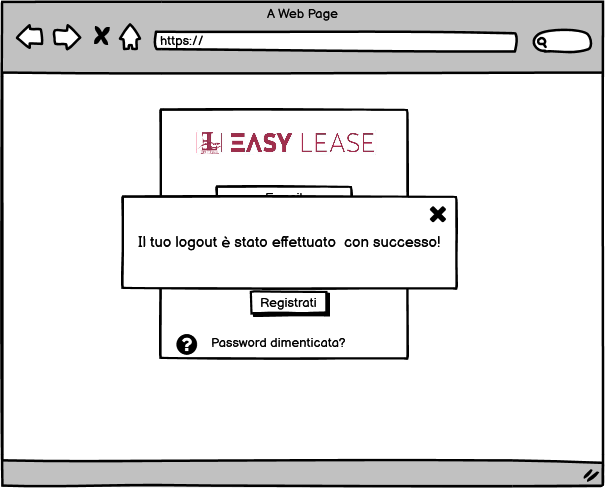 A Web Page
https://
EASY LEASE
Il tuo logout è stato effettuato con successo!
Registrati
Password dimenticata?